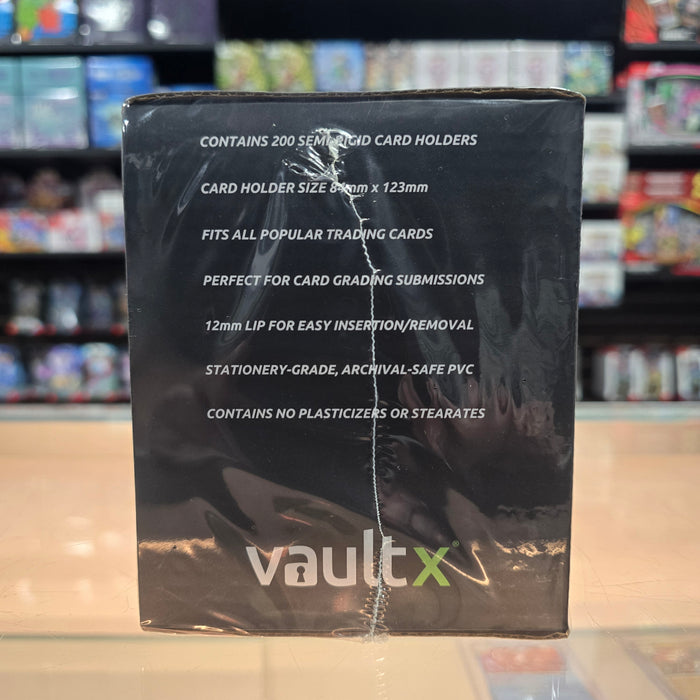 CONTAINS 200 SEMI-RIGID CARD HOLDERS
CARD HOLDER SIZE 84mm x 123mm
FITS ALL POPULAR TRADING CARDS
PERFECT FOR CARD GRADING SUBMISSIONS
12mm LIP FOR EASY INSERTION/REMOVAL
STATIONERY-GRADE, ARCHIVAL-SAFE PVC
CONTAINS NO PLASTICIZERS OR STEARATES
vaultx®